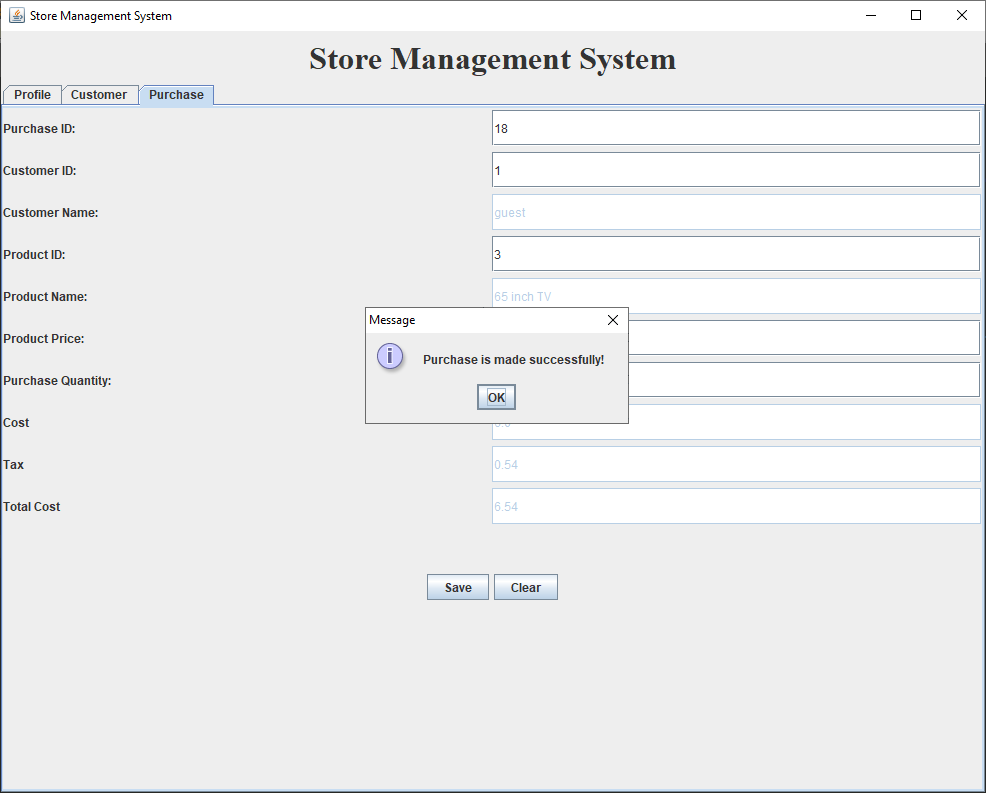 Store Management System
Store Management System
Profile Customer Purchase
Purchase ID: 18
Customer ID: 1
Customer Name: guest
Product ID: 3
Product Name: 65 inch TV
Message
Product Price:
Purchase is made successfully!
Purchase Quantity:
OK
Cost
Tax 0.54
Total Cost 6.54
Save Clear